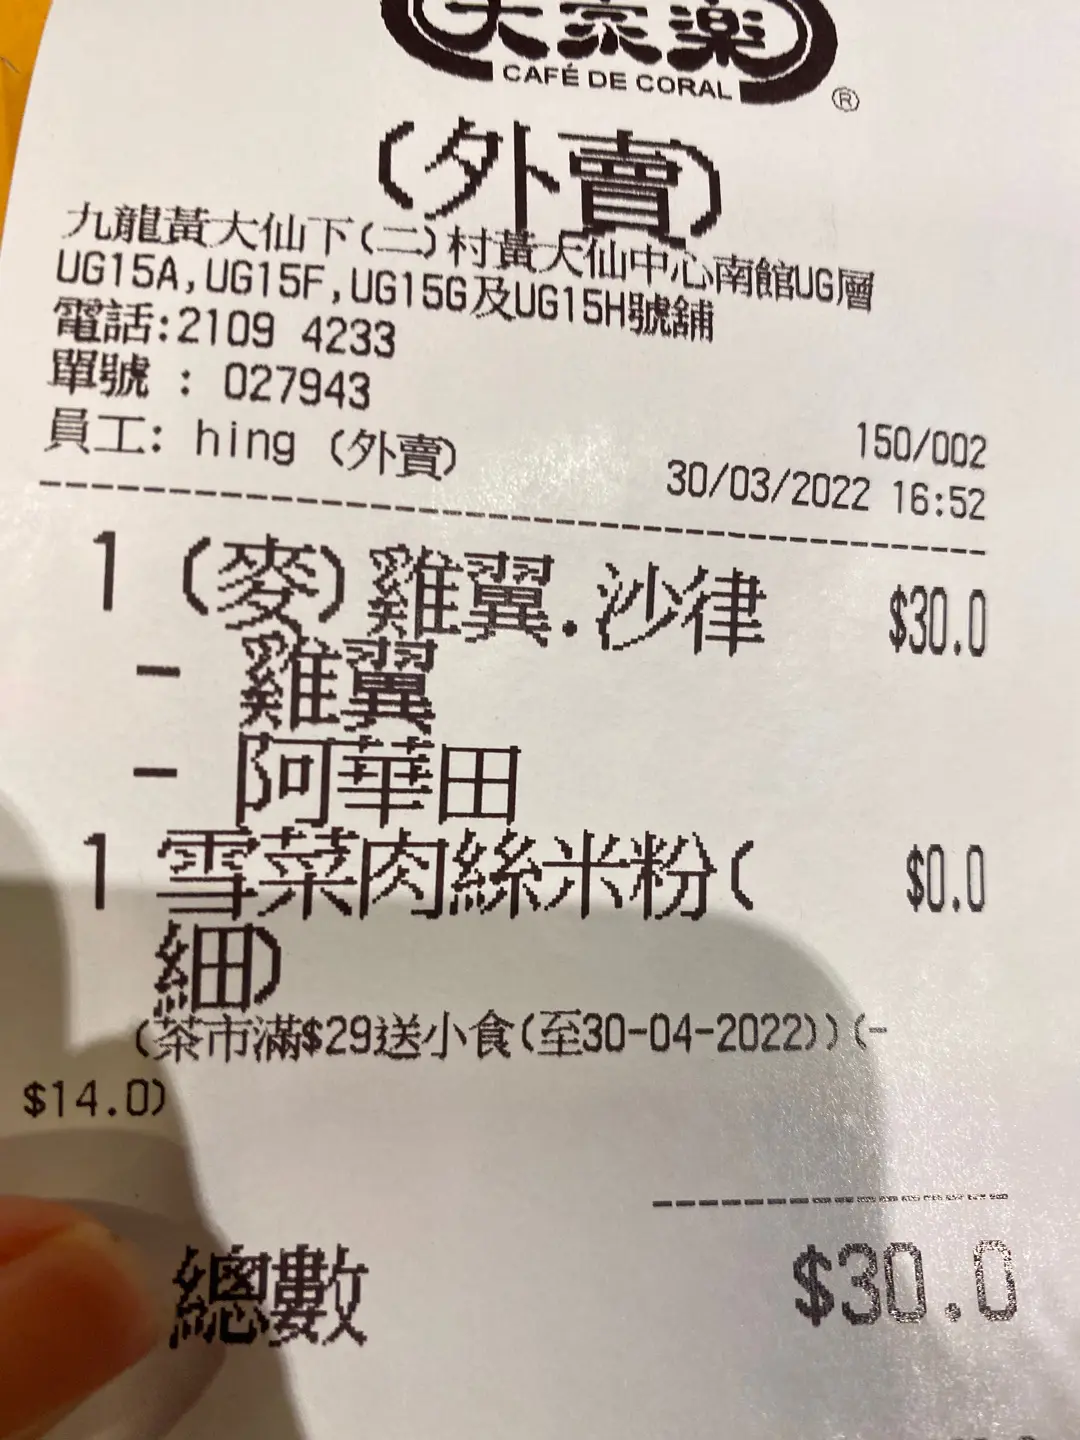 大家樂
CAFÉ DE CORAL
®
(外賣)
九龍黃大仙下(二)村黃大仙中心南館UG層
UG15A,UG15F,UG15G及UG15H號舖
電話:2109 4233
單號 : 027943
150/002
員工: hing (外賣)
30/03/2022 16:52
1 (麥)雞翼.沙律 $30.0
- 雞翼
- 阿華田
1 雪菜肉絲米粉( $0.0
細)
(茶市滿$29送小食(至30-04-2022))(-
$14.0)
總數 $30.0